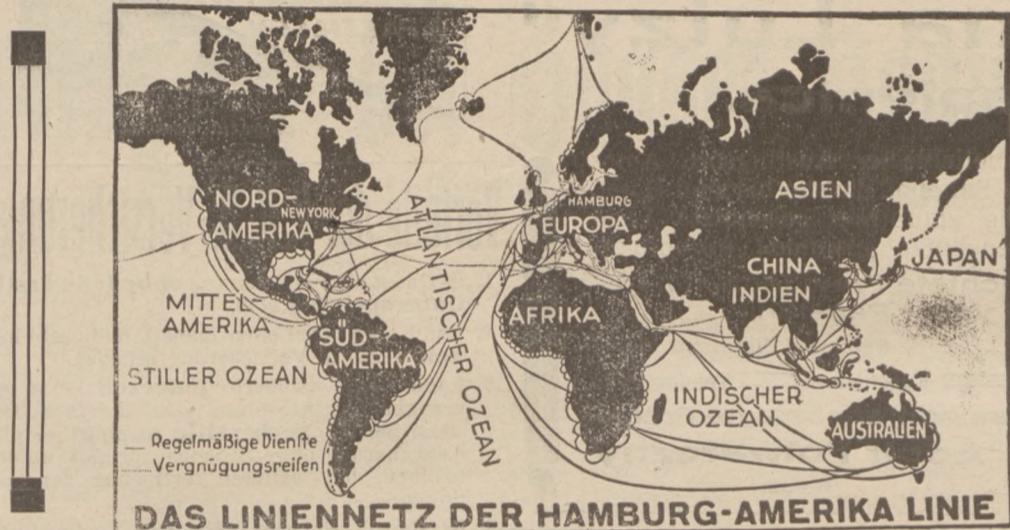 NORD-
NEW YORK
AMERIKA
MITTEL-
AMERIKA
SÜD-
AMERIKA
STILLER OZEAN
ATLANTISCHER OZEAN
HAMBURG
EUROPA
AFRIKA
ASIEN
CHINA
INDIEN
JAPAN
INDISCHER
OZEAN
AUSTRALIEN
Regelmäßige Dienste
Vergnügungsreisen
DAS LINIENNETZ DER HAMBURG-AMERIKA LINIE